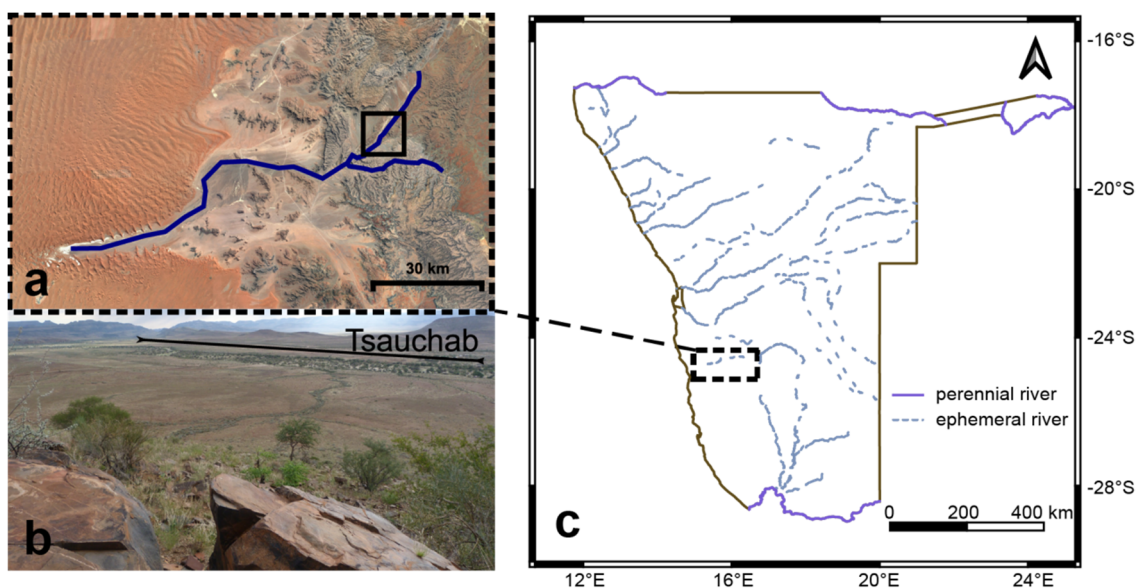 30 km
a
Tsauchab
b
-16°S
-20°S
-24°S
-28°S
perennial river
ephemeral river
0 200 400 km
c
12°E 16°E 20°E 24°E